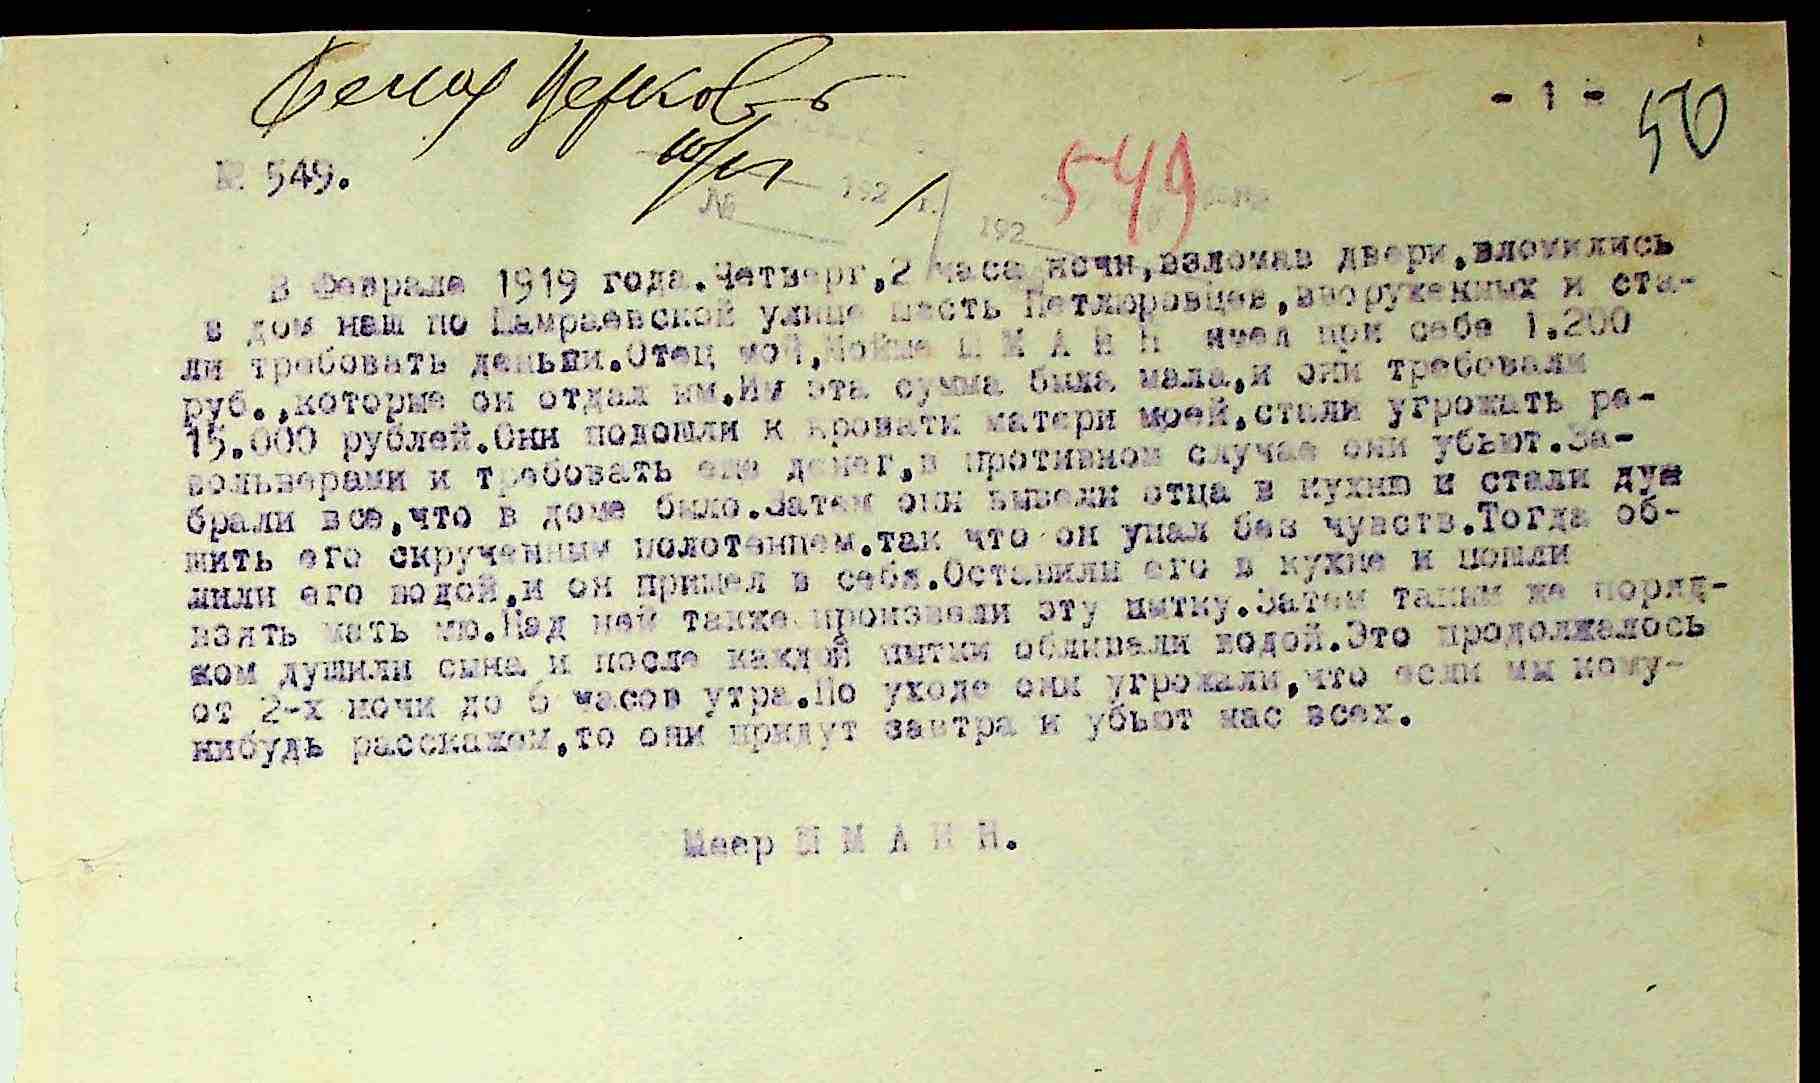 Белая Церковь
- 1 -
50
№ 549.
549
№ 192 г.
192
В Феврале 1919 года.Четверг,2 часа ночи,взломав двери,вломились
в дом наш по улице шесть Петлюровцев,вооруженных и ста-
ли требовать деньги.Отец мой, имел при себе 1.200
руб.,которые он отдал им.Им эта сумма была мала,и они требовали
15.000 рублей.Они подошли к кровати матери моей,стали угрожать ре-
вольверами и требовать еще денег,в противном случае они убьют.За-
брали все,что в доме было.Затем они вывели отца в кухню и стали душ
шить его скрученным полотенцем.так что он упал без чувств.Тогда об-
лили его водой,и он пришел в себя.Оставили его в кухне и пошли
взять мать мю.Над ней также произвели эту пытку.Затем таким же поряд-
ком душили сына и после каждой пытки обливали водой.Это продолжалось
от 2-х ночи до 6 часов утра.По уходе они угрожали,что если мы кому-
нибудь расскажем,то они придут завтра и убьют нас всех.
Меер